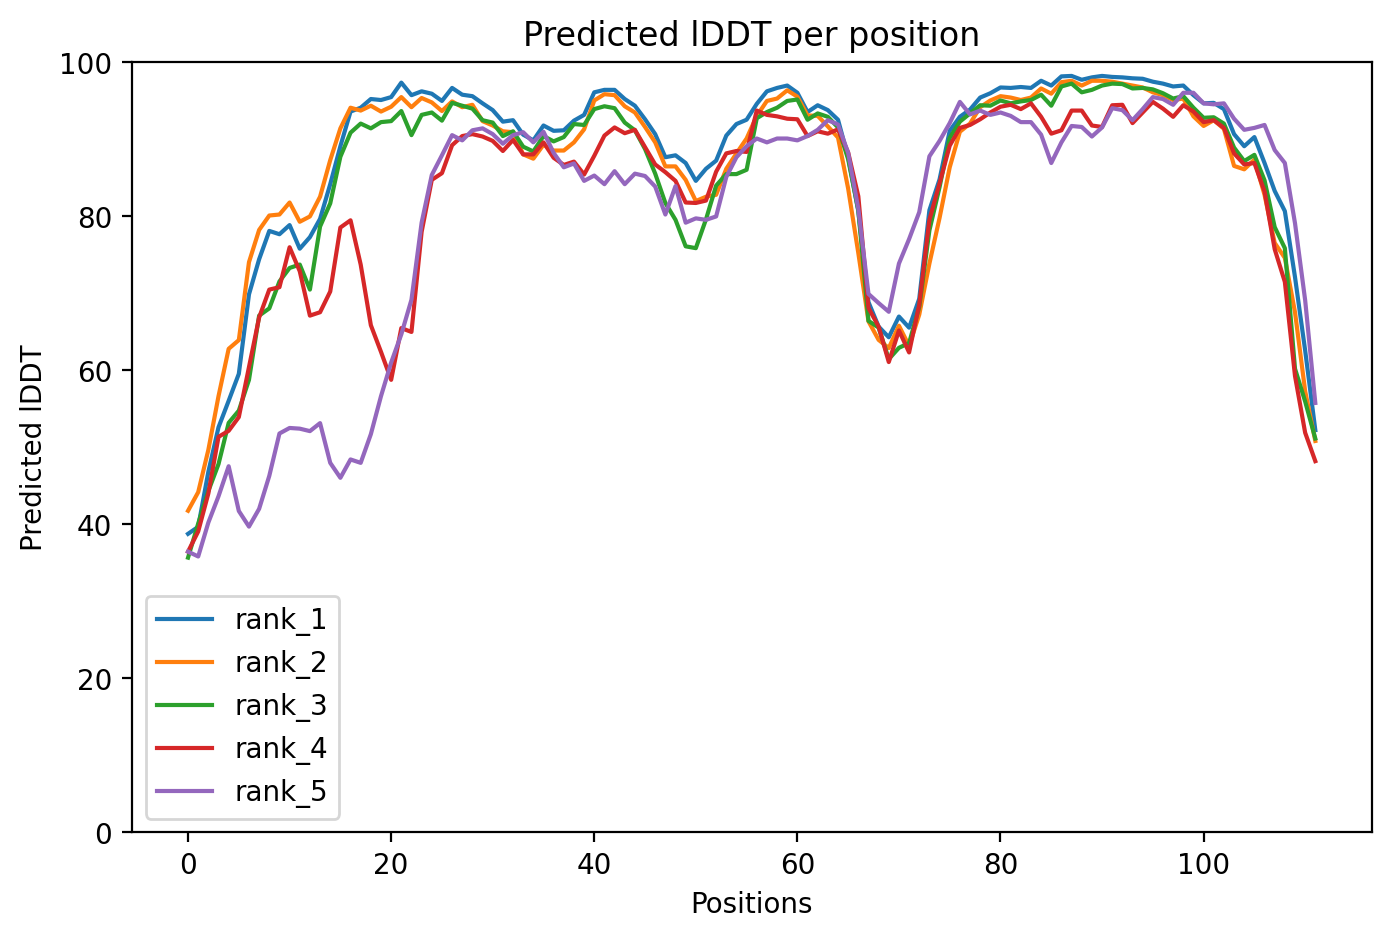 Predicted lDDT per position
100
80
60
40
20
0
Predicted lDDT
rank_1
rank_2
rank_3
rank_4
rank_5
0 20 40 60 80 100
Positions